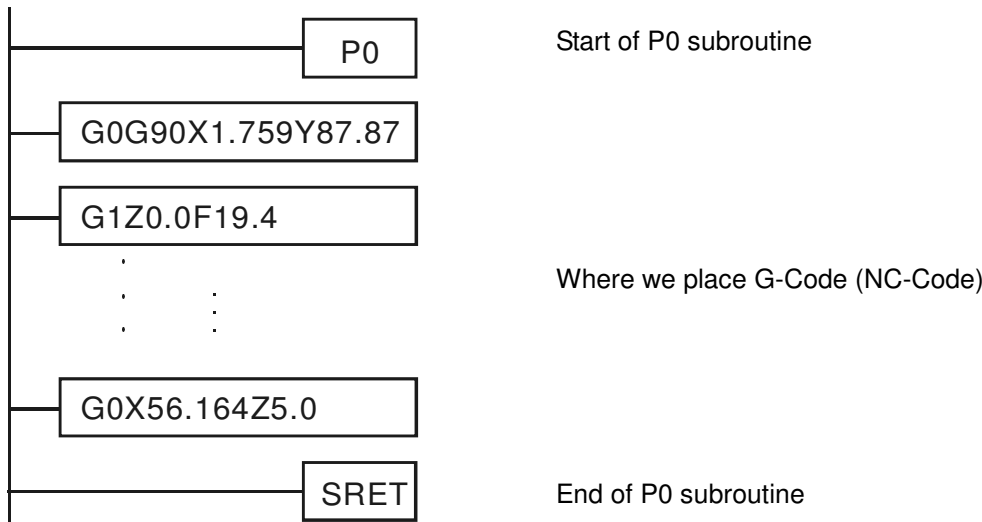 P0
Start of P0 subroutine
G0G90X1.759Y87.87
G1Z0.0F19.4
Where we place G-Code (NC-Code)
G0X56.164Z5.0
SRET
End of P0 subroutine